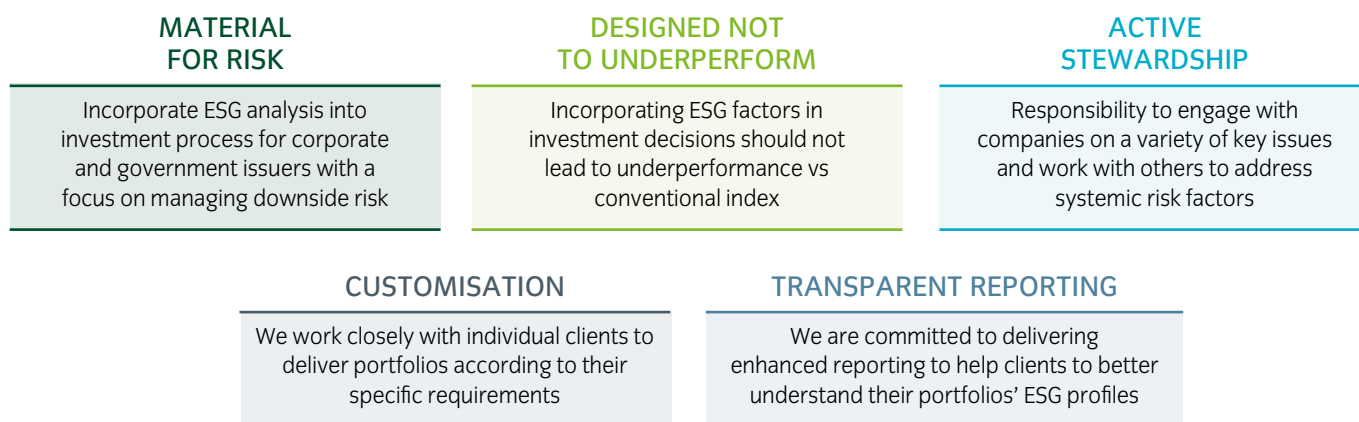 MATERIAL
FOR RISK
Incorporate ESG analysis into
investment process for corporate
and government issuers with a
focus on managing downside risk
DESIGNED NOT
TO UNDERPERFORM
Incorporating ESG factors in
investment decisions should not
lead to underperformance vs
conventional index
ACTIVE
STEWARDSHIP
Responsibility to engage with
companies on a variety of key issues
and work with others to address
systemic risk factors
CUSTOMISATION
We work closely with individual clients to
deliver portfolios according to their
specific requirements
TRANSPARENT REPORTING
We are committed to delivering
enhanced reporting to help clients to better
understand their portfolios’ ESG profiles